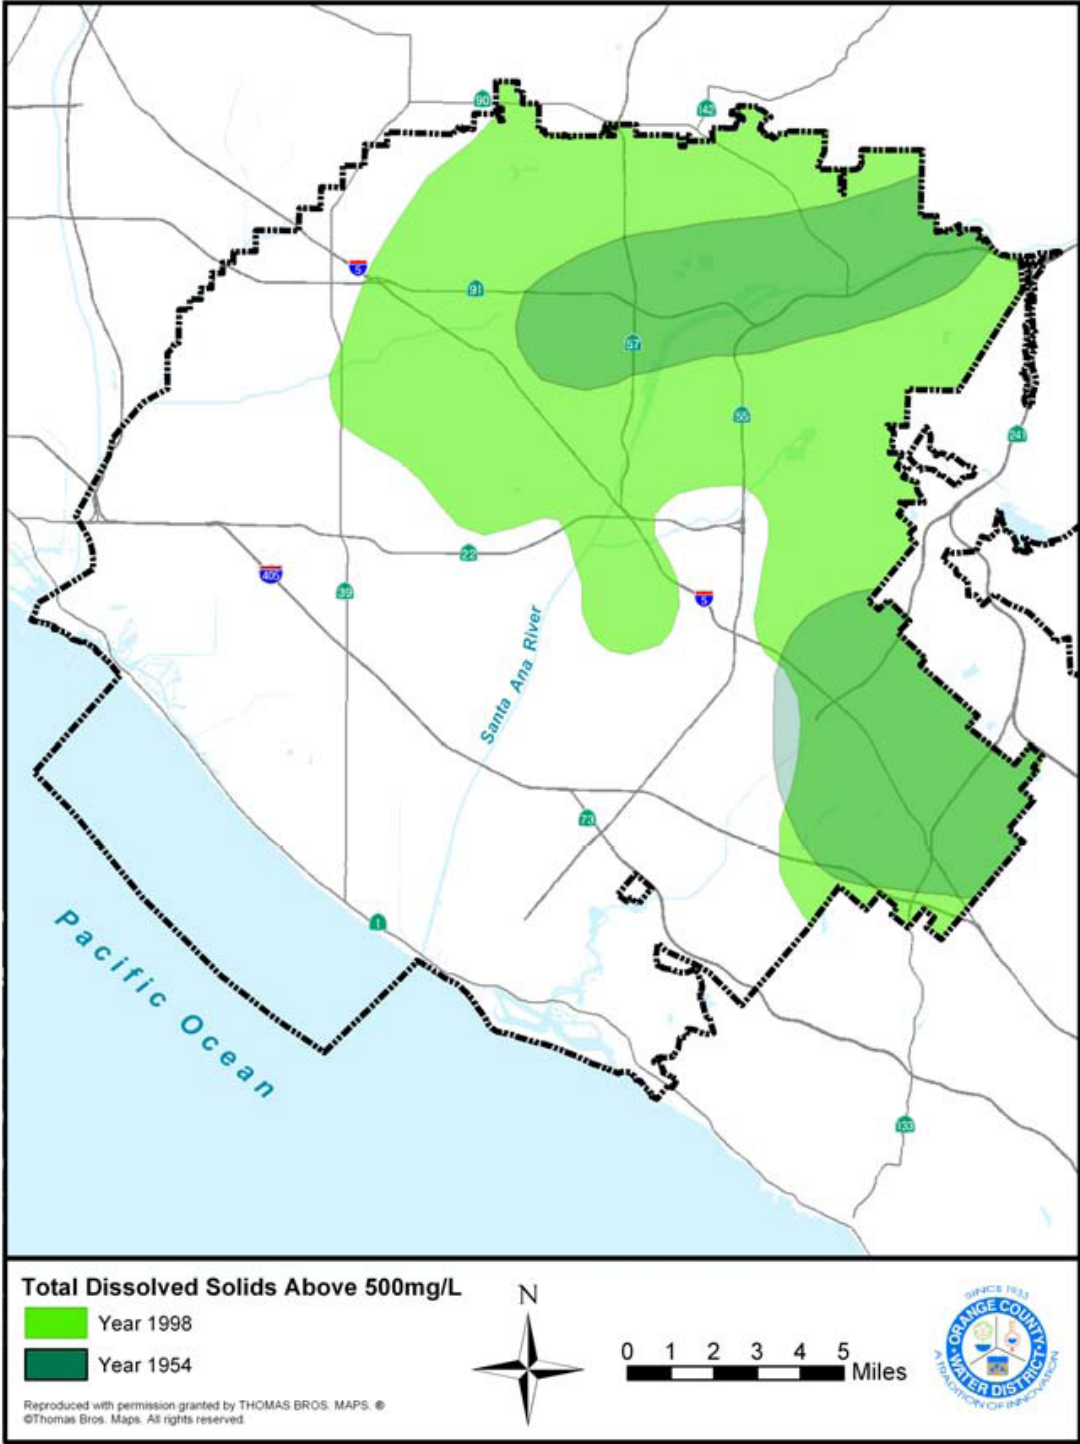 90
142
5
91
57
55
241
22
405
39
5
Santa Ana River
73
1
Pacific Ocean
133
Total Dissolved Solids Above 500mg/L
Year 1998
Year 1954
Reproduced with permission granted by THOMAS BROS. MAPS. ®
©Thomas Bros. Maps. All rights reserved.
N
0 1 2 3 4 5
Miles
SINCE 1933
ORANGE COUNTY
WATER DISTRICT
A TRADITION OF INNOVATION